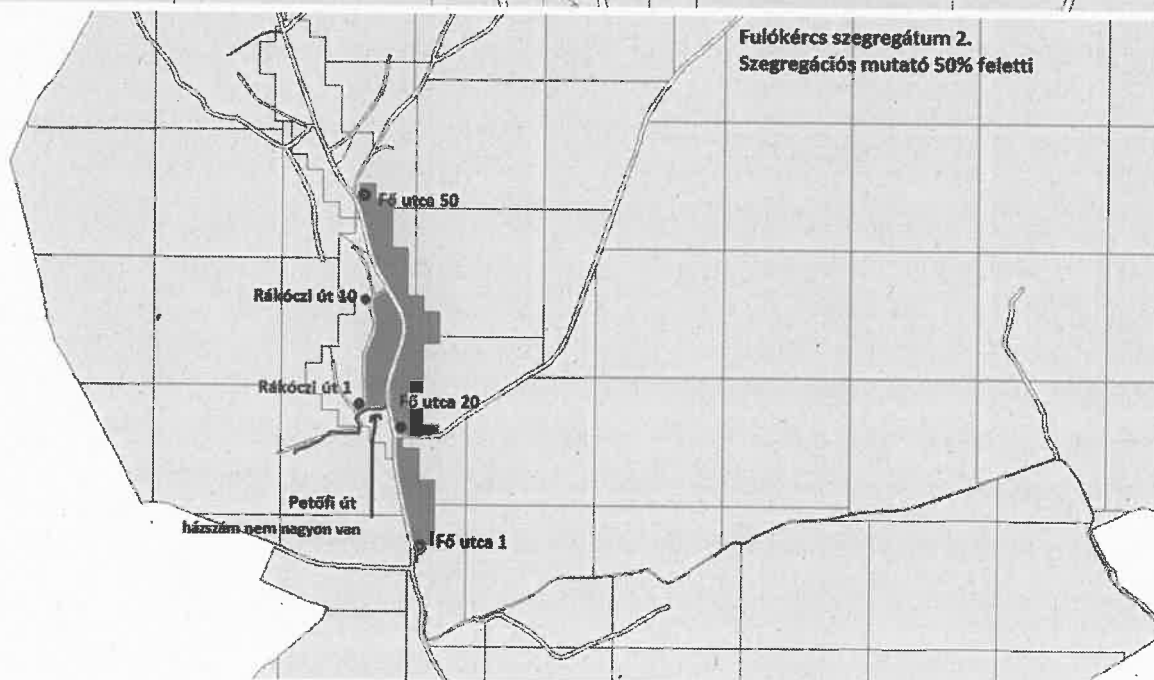 Fulókércs szegregátum 2.
Szegregációs mutató 50% feletti
Fő utca 50
Rákóczi út 10
Rákóczi út 1
Fő utca 20
Petőfi út
házszám nem nagyon van
Fő utca 1